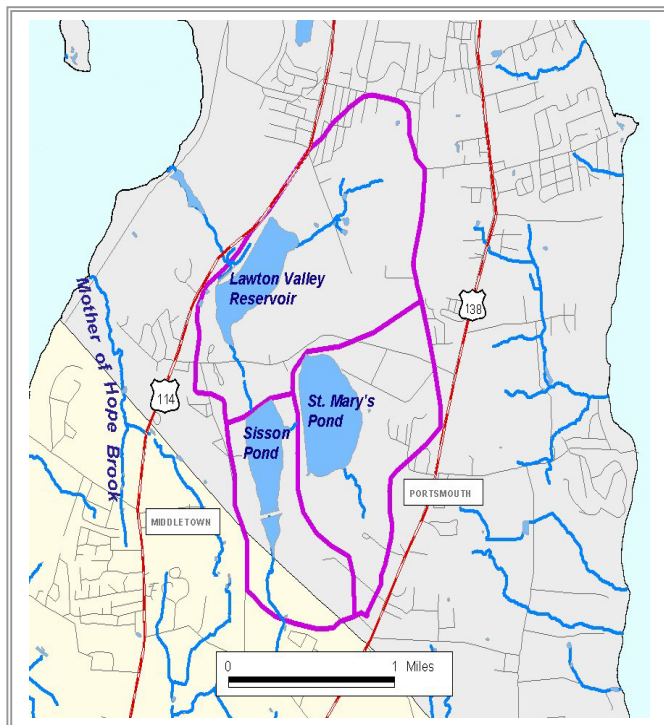 Lawton Valley
Reservoir
138
Mother of Hope Brook
114
St. Mary's
Pond
Sisson
Pond
PORTSMOUTH
MIDDLETOWN
0 1 Miles